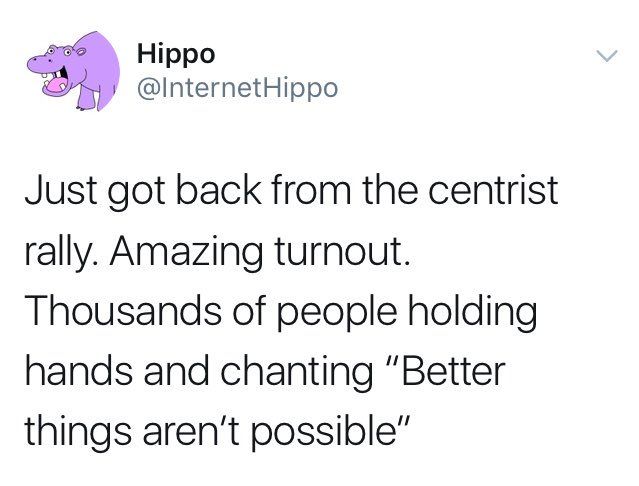 Hippo
@InternetHippo
Just got back from the centrist
rally. Amazing turnout.
Thousands of people holding
hands and chanting “Better
things aren’t possible”